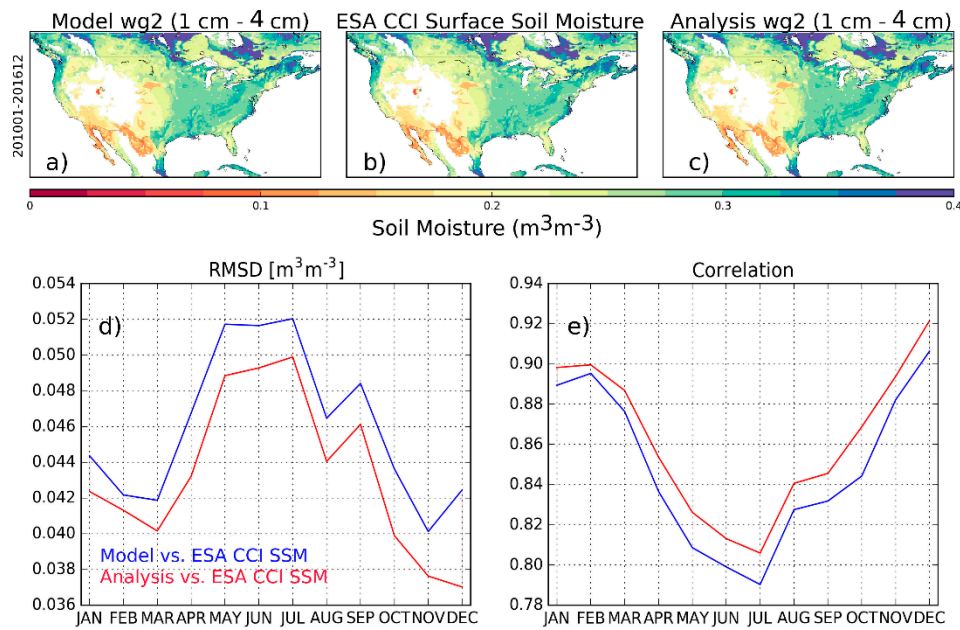 Model wg2 (1 cm - 4 cm) ESA CCI Surface Soil Moisture Analysis wg2 (1 cm - 4 cm)
201001-201612
a) b) c)
0 0.1 0.2 0.3 0.4
Soil Moisture (m³m-³)
RMSD [m³m-³]
d)
0.054
0.052
0.050
0.048
0.046
0.044
0.042
0.040
0.038
0.036
Model vs. ESA CCI SSM
Analysis vs. ESA CCI SSM
JAN FEB MAR APR MAY JUN JUL AUG SEP OCT NOV DEC
Correlation
e)
0.94
0.92
0.90
0.88
0.86
0.84
0.82
0.80
0.78
JAN FEB MAR APR MAY JUN JUL AUG SEP OCT NOV DEC